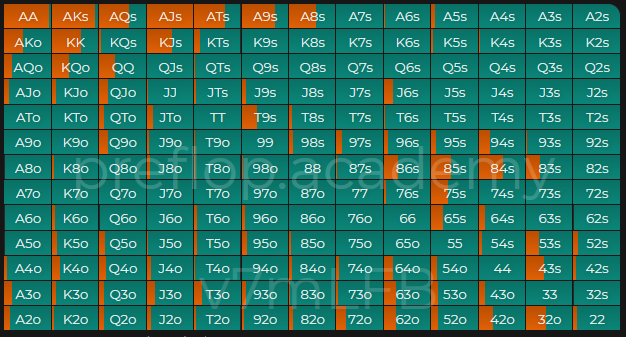 AA AKs AQs AJs ATs A9s A8s A7s A6s A5s A4s A3s A2s
AKo KK KQs KJs KTs K9s K8s K7s K6s K5s K4s K3s K2s
AQo KQo QQ QJs QTs Q9s Q8s Q7s Q6s Q5s Q4s Q3s Q2s
AJo KJo QJo JJ JTs J9s J8s J7s J6s J5s J4s J3s J2s
ATo KTo QTo JTo TT T9s T8s T7s T6s T5s T4s T3s T2s
A9o K9o Q9o J9o T9o 99 98s 97s 96s 95s 94s 93s 92s
A8o K8o Q8o J8o T8o 98o 88 87s 86s 85s 84s 83s 82s
preflop.academy
A7o K7o Q7o J7o T7o 97o 87o 77 76s 75s 74s 73s 72s
A6o K6o Q6o J6o T6o 96o 86o 76o 66 65s 64s 63s 62s
A5o K5o Q5o J5o T5o 95o 85o 75o 65o 55 54s 53s 52s
A4o K4o Q4o J4o T4o 94o 84o 74o 64o 54o 44 43s 42s
v7mLFB
A3o K3o Q3o J3o T3o 93o 83o 73o 63o 53o 43o 33 32s
A2o K2o Q2o J2o T2o 92o 82o 72o 62o 52o 42o 32o 22